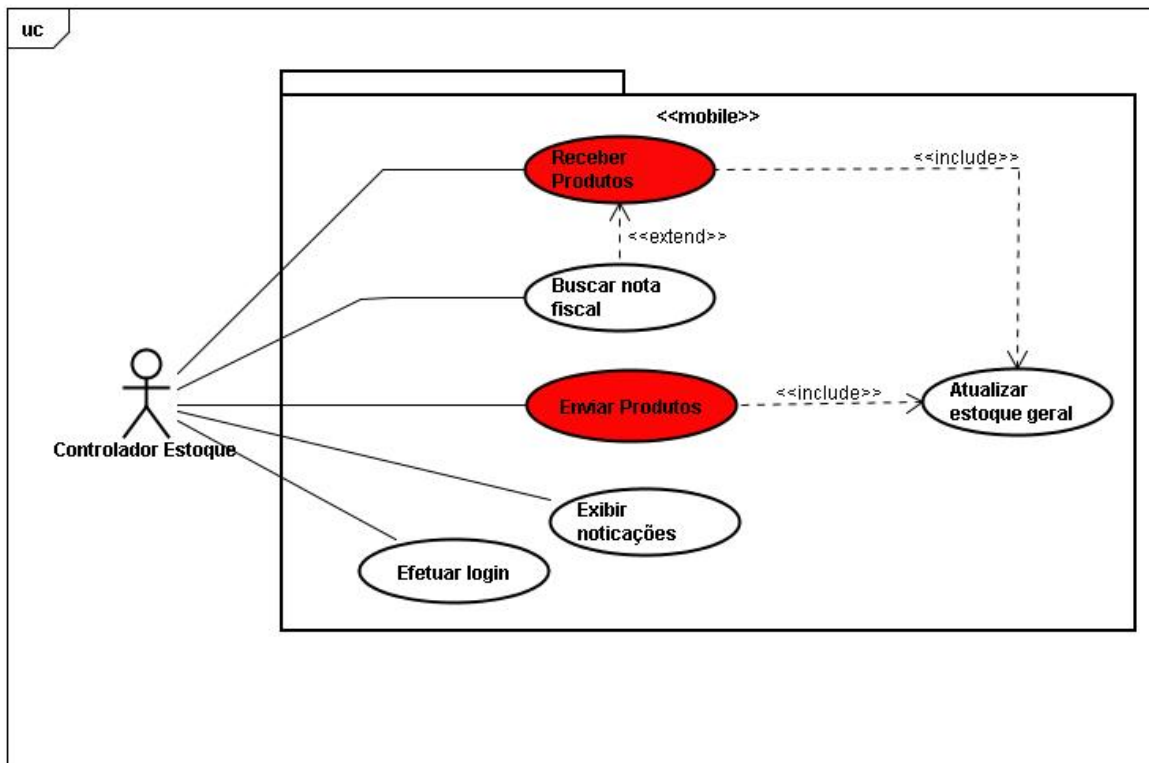 uc
<<mobile>>
Receber
Produtos
<<include>>
<<extend>>
Buscar nota
fiscal
Enviar Produtos
<<include>>
Atualizar
estoque geral
Controlador Estoque
Exibir
noticações
Efetuar login